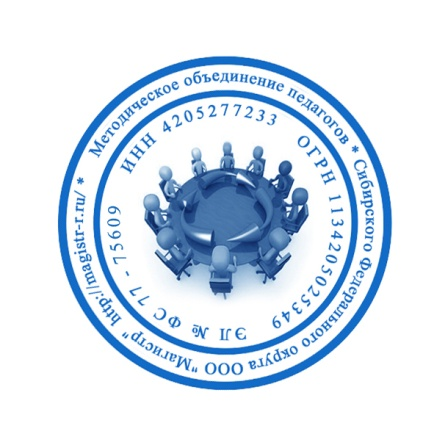 Методическое объединение педагогов * Сибирского Федерального округа ООО "Магистр" http://magistr-r.ru/ *
ИНН 4205277233 ОГРН 1134205025349
ЭЛ № ФС 77 - 75609